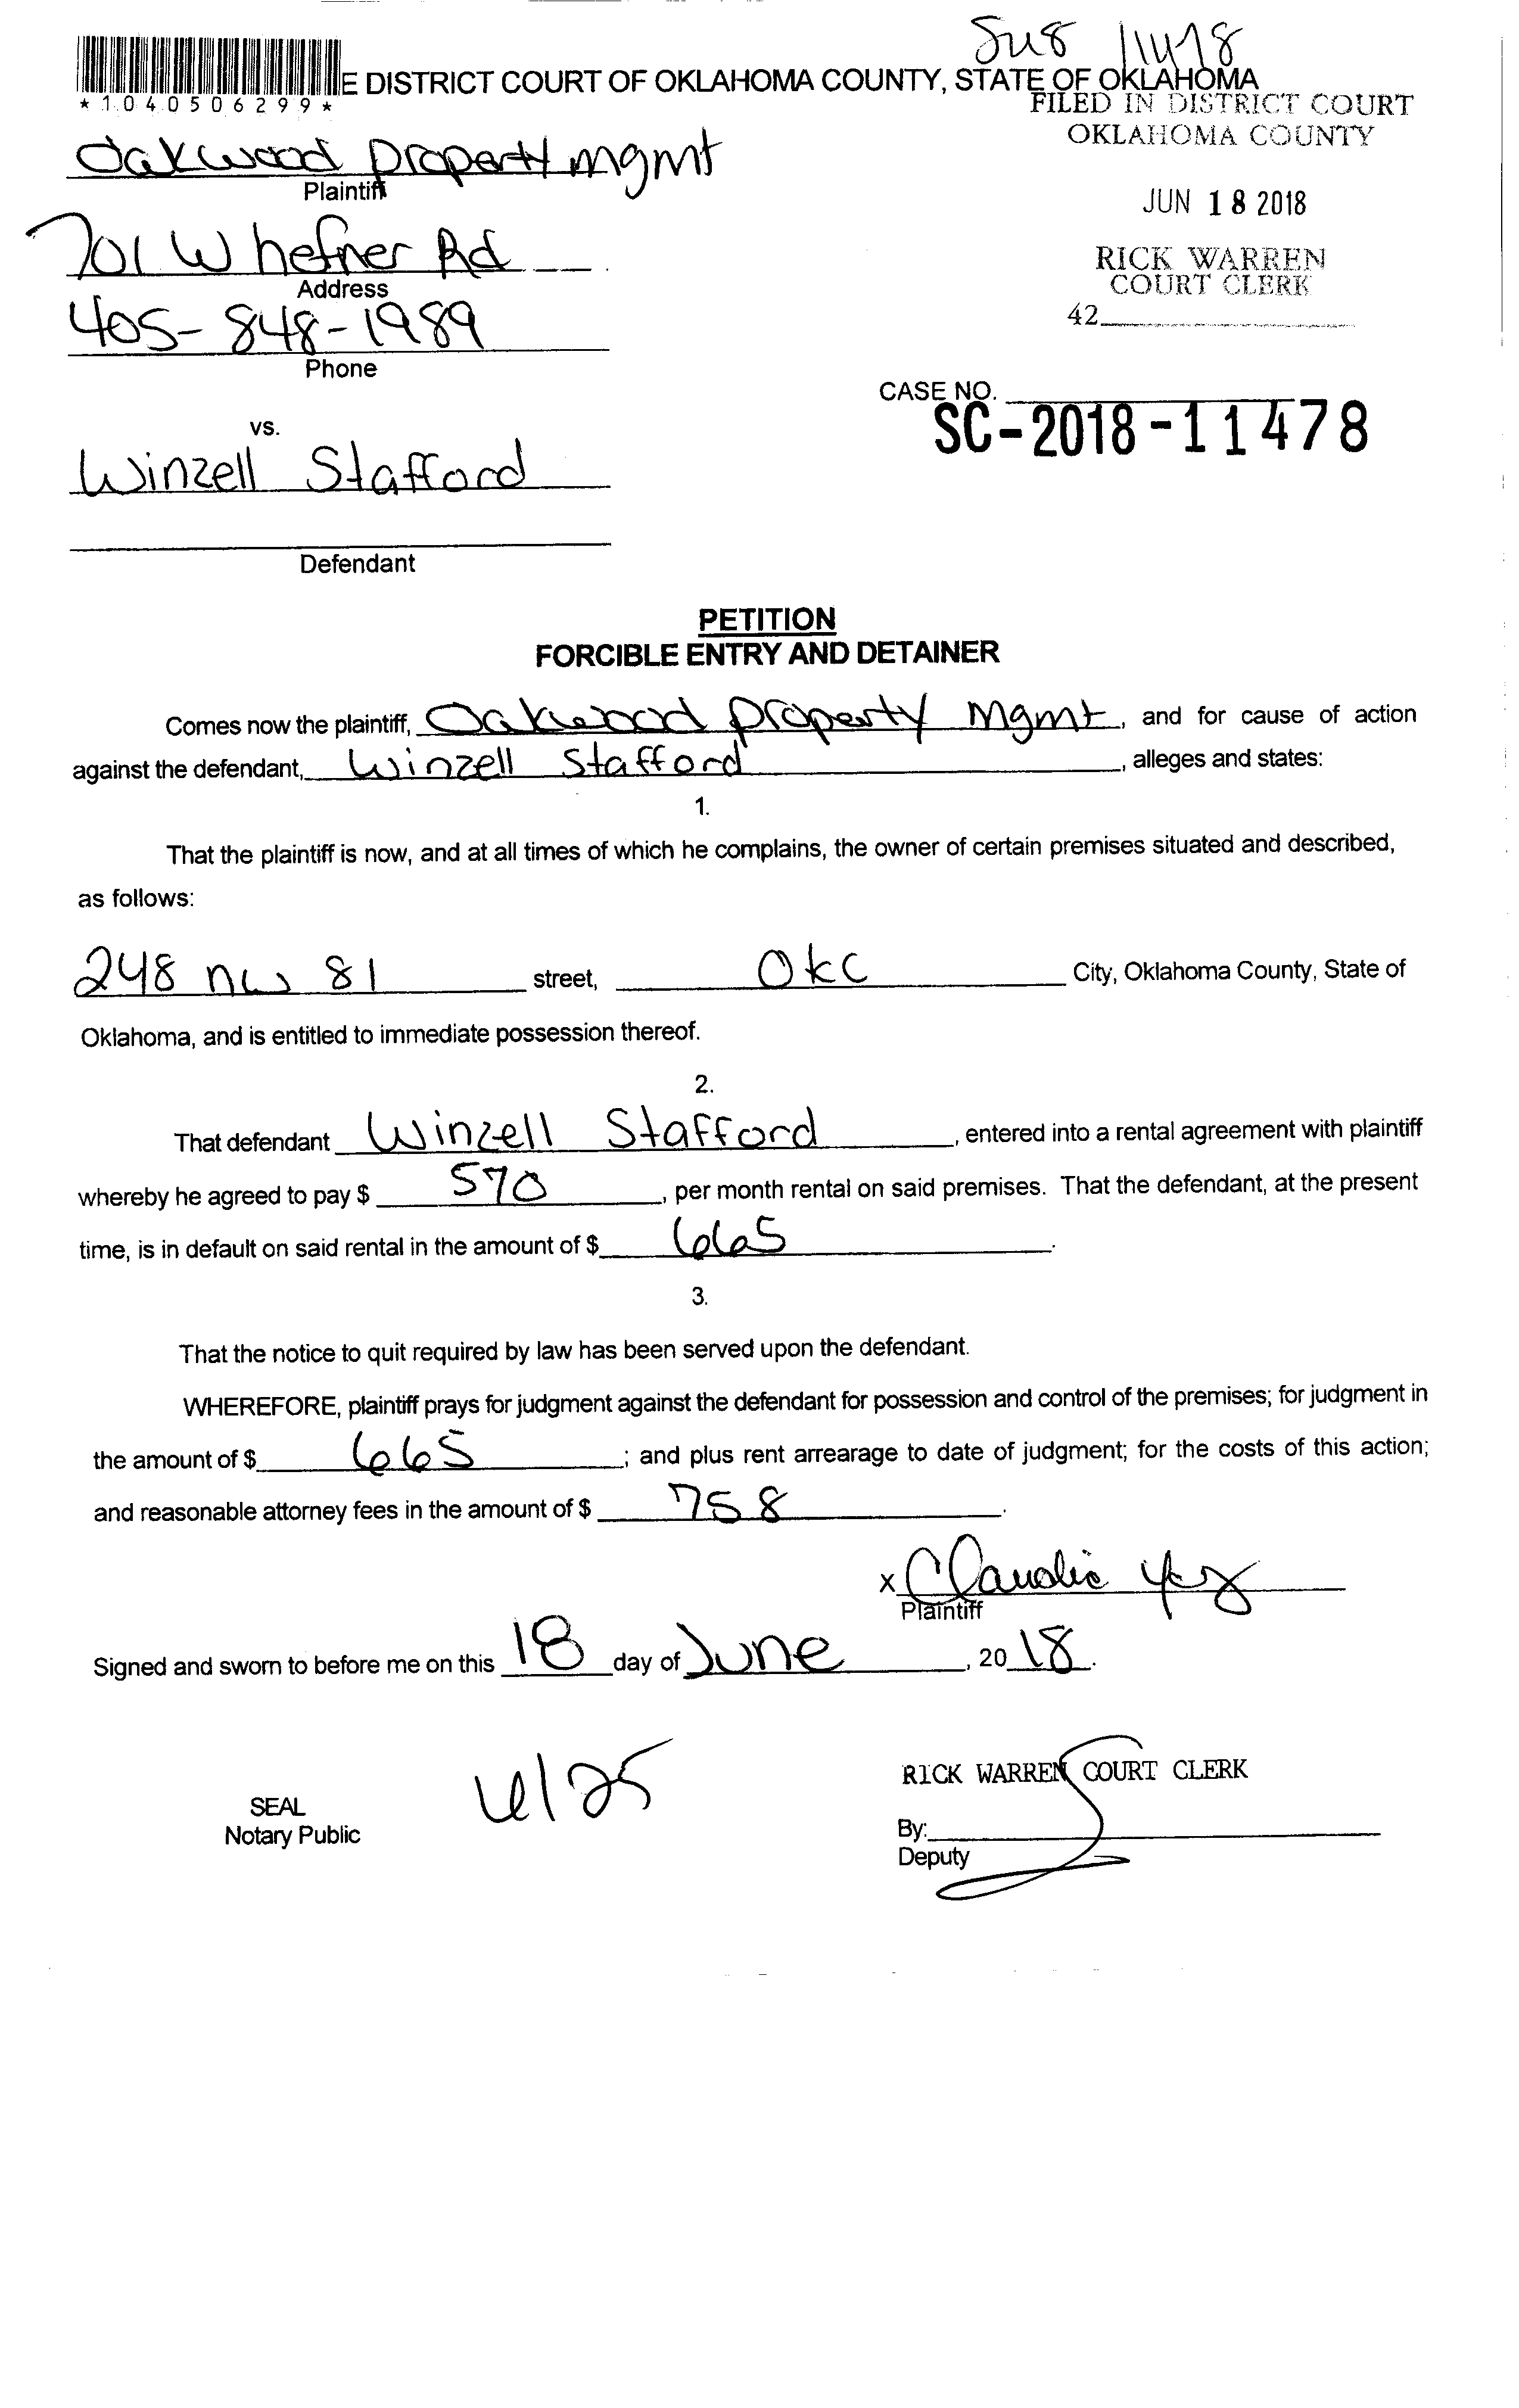 SC 11478
E DISTRICT COURT OF OKLAHOMA COUNTY, STATE OF OKLAHOMA
*1040506299*
FILED IN DISTRICT COURT
OKLAHOMA COUNTY
Oakwood property mgmt
Plaintiff
JUN 18 2018
701 W hefner Rd
Address
RICK WARREN
COURT CLERK
405-848-1989
Phone
42
CASE NO.
SC-2018-11478
vs.
Winzell Stafford
Defendant
PETITION
FORCIBLE ENTRY AND DETAINER
Comes now the plaintiff, Oakwood property mgmt, and for cause of action
against the defendant, Winzell Stafford, alleges and states:
1.
That the plaintiff is now, and at all times of which he complains, the owner of certain premises situated and described,
as follows:
248 nw 81 street, OKC City, Oklahoma County, State of
Oklahoma, and is entitled to immediate possession thereof.
2.
That defendant Winzell Stafford, entered into a rental agreement with plaintiff
whereby he agreed to pay $ 570, per month rental on said premises. That the defendant, at the present
time, is in default on said rental in the amount of $ 665.
3.
That the notice to quit required by law has been served upon the defendant.
WHEREFORE, plaintiff prays for judgment against the defendant for possession and control of the premises; for judgment in
the amount of $ 665; and plus rent arrearage to date of judgment; for the costs of this action;
and reasonable attorney fees in the amount of $ 758.
x Claudia
Plaintiff
Signed and sworn to before me on this 18 day of June, 20 18.
6/25
RICK WARREN COURT CLERK
SEAL
Notary Public
By:
Deputy